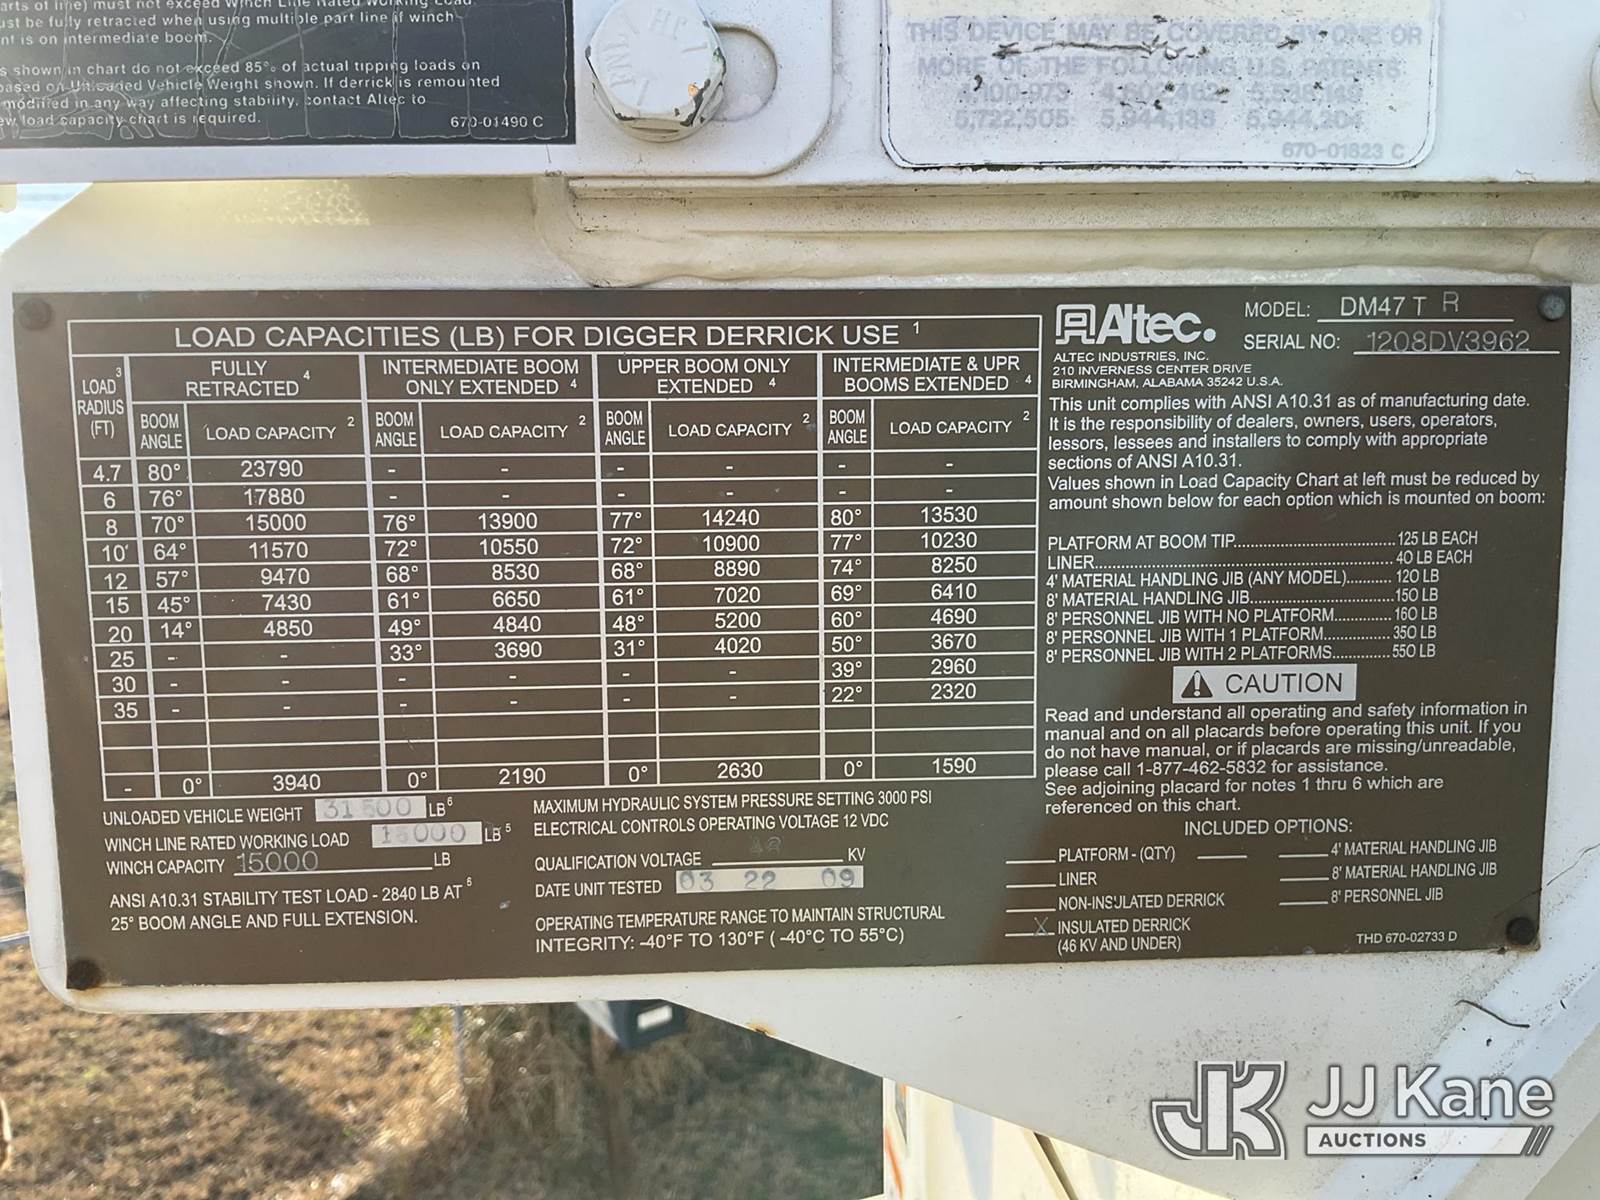 arts of line) must not exceed Winch Line Rated Working Load.
ust be fully retracted when using multiple part line if winch
nt is on intermediate boom.
s shown in chart do not exceed 85% of actual tipping loads on
based on Unloaded Vehicle Weight shown. If derrick is remounted
modified in any way affecting stability, contact Altec to
ew load capacity chart is required.
670-01490 C
THIS DEVICE MAY BE COVERED BY ONE OR
MORE OF THE FOLLOWING U.S. PATENTS
5,722,505 5,944,138 5,944,204
670-01623 C
LOAD CAPACITIES (LB) FOR DIGGER DERRICK USE 1
LOAD RADIUS (FT) 3 FULLY RETRACTED 4 INTERMEDIATE BOOM ONLY EXTENDED 4 UPPER BOOM ONLY EXTENDED 4 INTERMEDIATE & UPR BOOMS EXTENDED 4
BOOM ANGLE LOAD CAPACITY 2 BOOM ANGLE LOAD CAPACITY 2 BOOM ANGLE LOAD CAPACITY 2 BOOM ANGLE LOAD CAPACITY 2
4.7 80° 23790 - - - - - -
6 76° 17880 - - - - - -
8 70° 15000 76° 13900 77° 14240 80° 13530
10' 64° 11570 72° 10550 72° 10900 77° 10230
12 57° 9470 68° 8530 68° 8890 74° 8250
15 45° 7430 61° 6650 61° 7020 69° 6410
20 14° 4850 49° 4840 48° 5200 60° 4690
25 - - 33° 3690 31° 4020 50° 3670
30 - - - - - - 39° 2960
35 - - - - - - 22° 2320
- 0° 3940 0° 2190 0° 2630 0° 1590
UNLOADED VEHICLE WEIGHT LB 6
WINCH LINE RATED WORKING LOAD LB 5
WINCH CAPACITY 15000 LB
ANSI A10.31 STABILITY TEST LOAD - 2840 LB AT 6
25° BOOM ANGLE AND FULL EXTENSION.
MAXIMUM HYDRAULIC SYSTEM PRESSURE SETTING 3000 PSI
ELECTRICAL CONTROLS OPERATING VOLTAGE 12 VDC
QUALIFICATION VOLTAGE KV
DATE UNIT TESTED 03 22 09
OPERATING TEMPERATURE RANGE TO MAINTAIN STRUCTURAL
INTEGRITY: -40°F TO 130°F ( -40°C TO 55°C)
Altec.
MODEL: DM47 T R
SERIAL NO: 1208DV3962
ALTEC INDUSTRIES, INC.
210 INVERNESS CENTER DRIVE
BIRMINGHAM, ALABAMA 35242 U.S.A.
This unit complies with ANSI A10.31 as of manufacturing date.
It is the responsibility of dealers, owners, users, operators,
lessors, lessees and installers to comply with appropriate
sections of ANSI A10.31.
Values shown in Load Capacity Chart at left must be reduced by
amount shown below for each option which is mounted on boom:
PLATFORM AT BOOM TIP....................................125 LB EACH
LINER....................................40 LB EACH
4' MATERIAL HANDLING JIB (ANY MODEL)..........120 LB
8' MATERIAL HANDLING JIB....................................150 LB
8' PERSONNEL JIB WITH NO PLATFORM.............160 LB
8' PERSONNEL JIB WITH 1 PLATFORM...............350 LB
8' PERSONNEL JIB WITH 2 PLATFORMS.............550 LB
CAUTION
Read and understand all operating and safety information in
manual and on all placards before operating this unit. If you
do not have manual, or if placards are missing/unreadable,
please call 1-877-462-5832 for assistance.
See adjoining placard for notes 1 thru 6 which are
referenced on this chart.
INCLUDED OPTIONS:
PLATFORM - (QTY)
LINER
NON-INSULATED DERRICK
X INSULATED DERRICK
(46 KV AND UNDER)
4' MATERIAL HANDLING JIB
8' MATERIAL HANDLING JIB
8' PERSONNEL JIB
THD 670-02733 D
JK JJ Kane
AUCTIONS